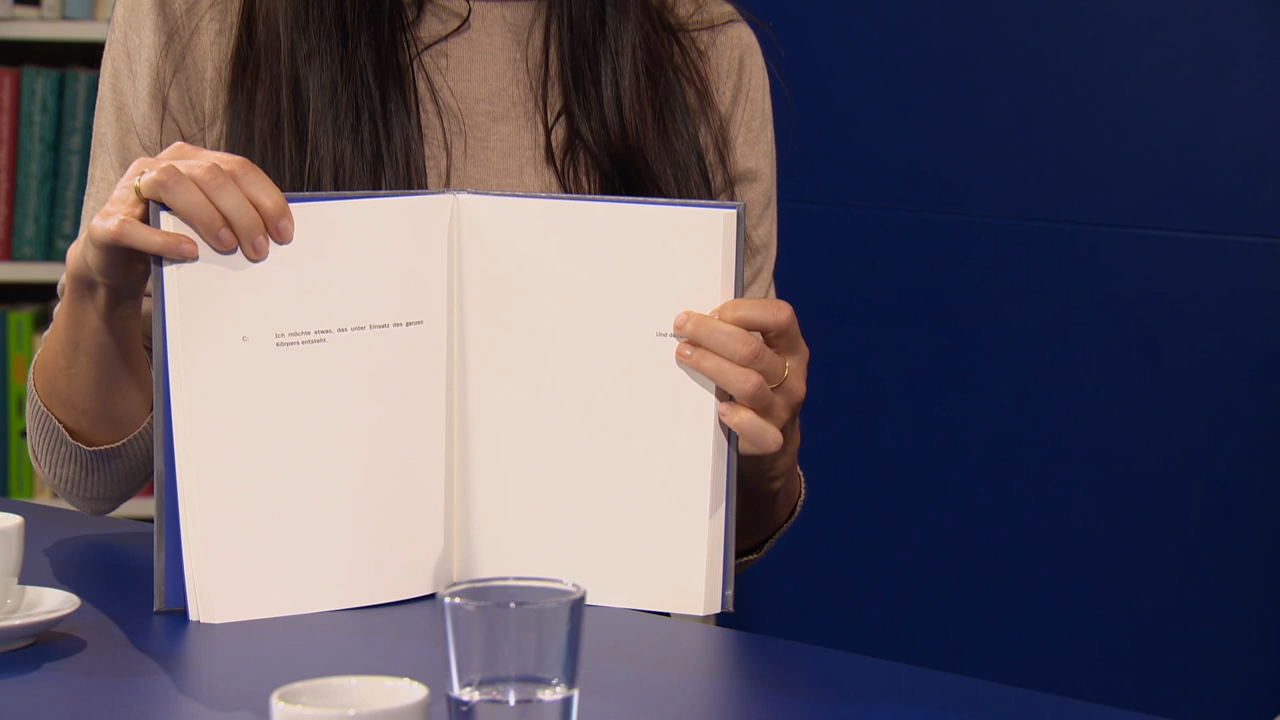 C: Ich möchte etwas, das unter Einsatz des ganzen
Körpers entsteht.
Und